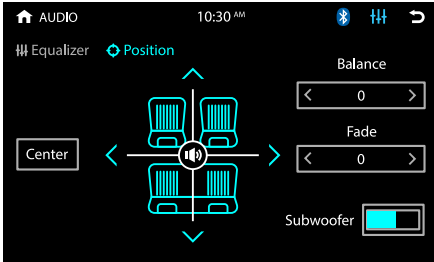 AUDIO 10:30 AM
Equalizer Position
Balance
0
Fade
Center
0
Subwoofer